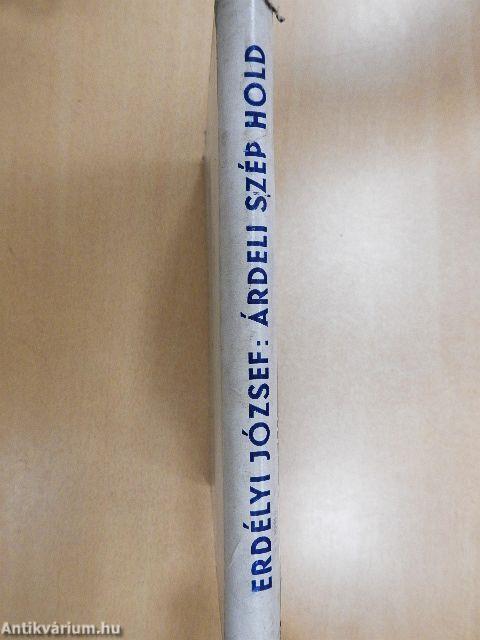 ERDÉLYI JÓZSEF: ÁRDELI SZÉP HOLD
Antikvárium.hu